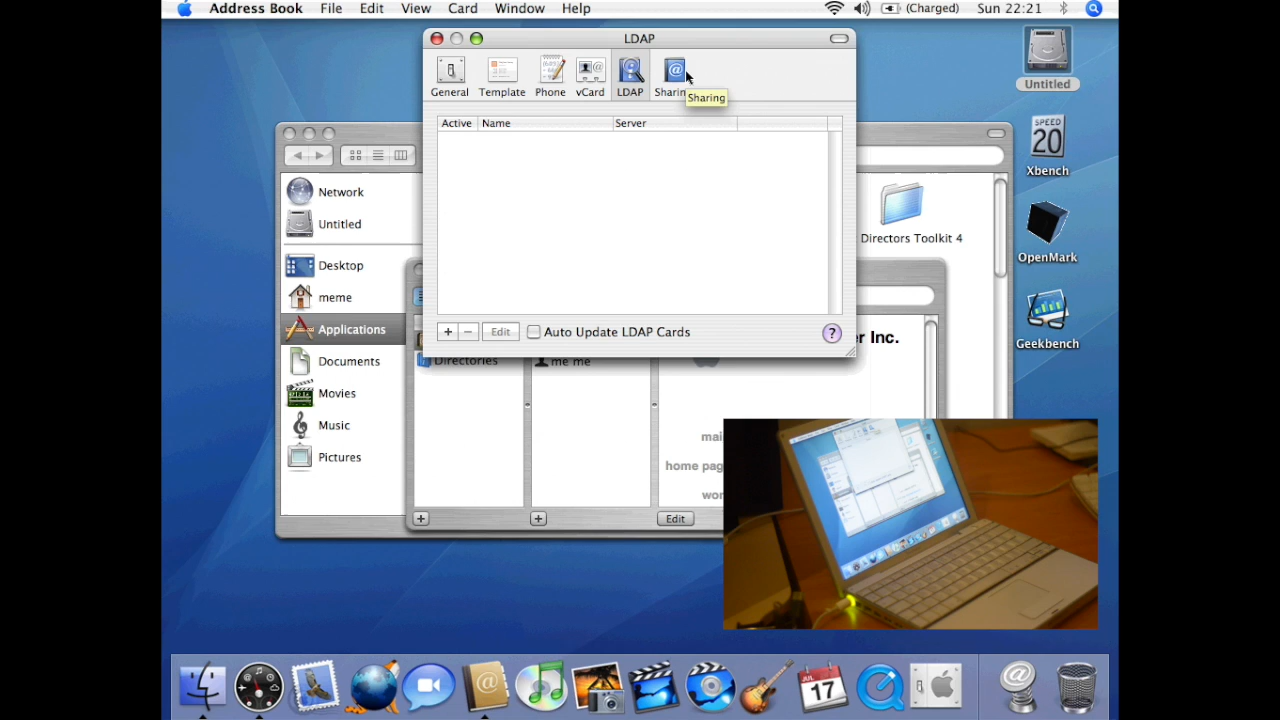 Address Book File Edit View Card Window Help (Charged) Sun 22:21
LDAP
General Template Phone vCard LDAP Sharing
Sharing
Active Name Server
Auto Update LDAP Cards
Edit
?
Network
Untitled
Desktop
meme
Applications
Documents
Movies
Music
Pictures
Directors Toolkit 4
Inc.
Directories
me me
home
Edit
Untitled
SPEED
20
Xbench
OpenMark
Geekbench
JUL
17